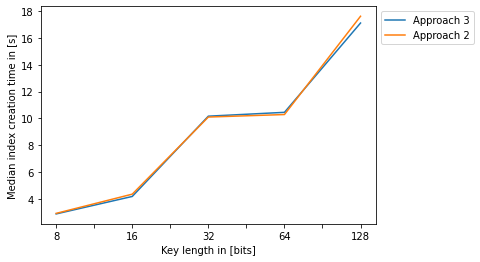 18
16
14
12
10
8
6
4
Median index creation time in [s]
8 16 32 64 128
Key length in [bits]
Approach 3
Approach 2